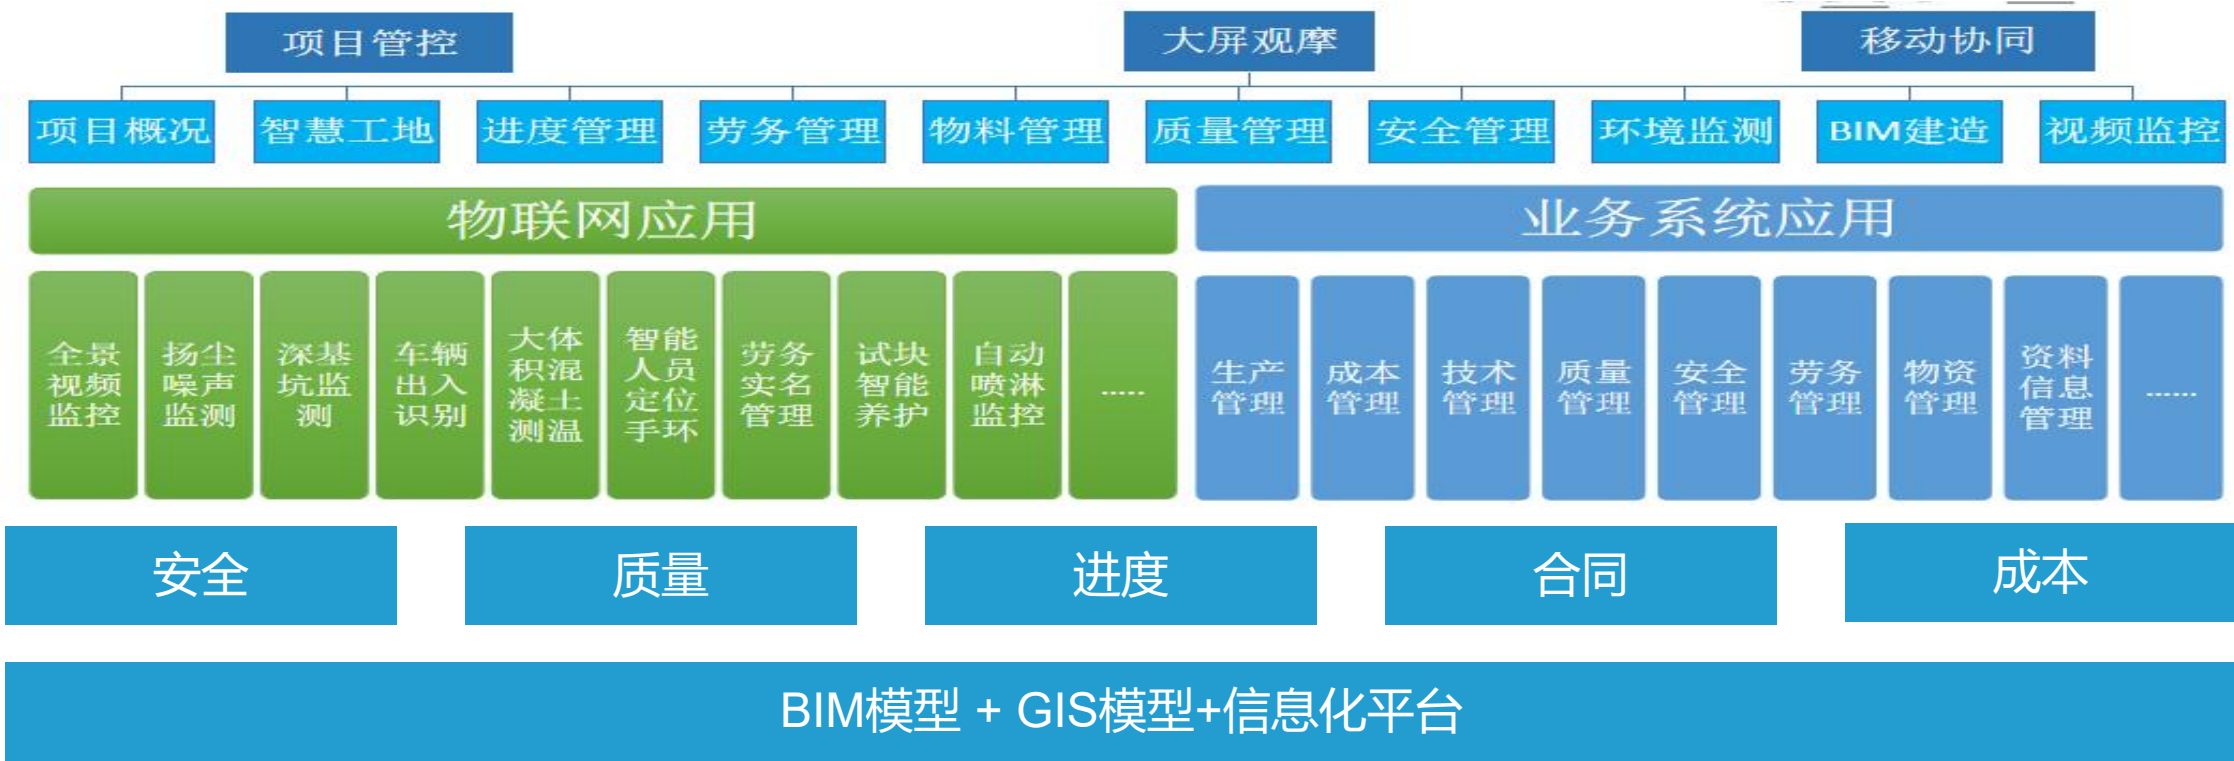 项目管控
大屏观摩
移动协同
项目概况
智慧工地
进度管理
劳务管理
物料管理
质量管理
安全管理
环境监测
BIM建造
视频监控
物联网应用
业务系统应用
全景
视频
监控
扬尘
噪声
监测
深基
坑监
测
车辆
出入
识别
大体
积混
凝土
测温
智能
人员
定位
手环
劳务
实名
管理
试块
智能
养护
自动
喷淋
监控
.....
生产
管理
成本
管理
技术
管理
质量
管理
安全
管理
劳务
管理
物资
管理
资料
信息
管理
......
安全
质量
进度
合同
成本
BIM模型 + GIS模型+信息化平台